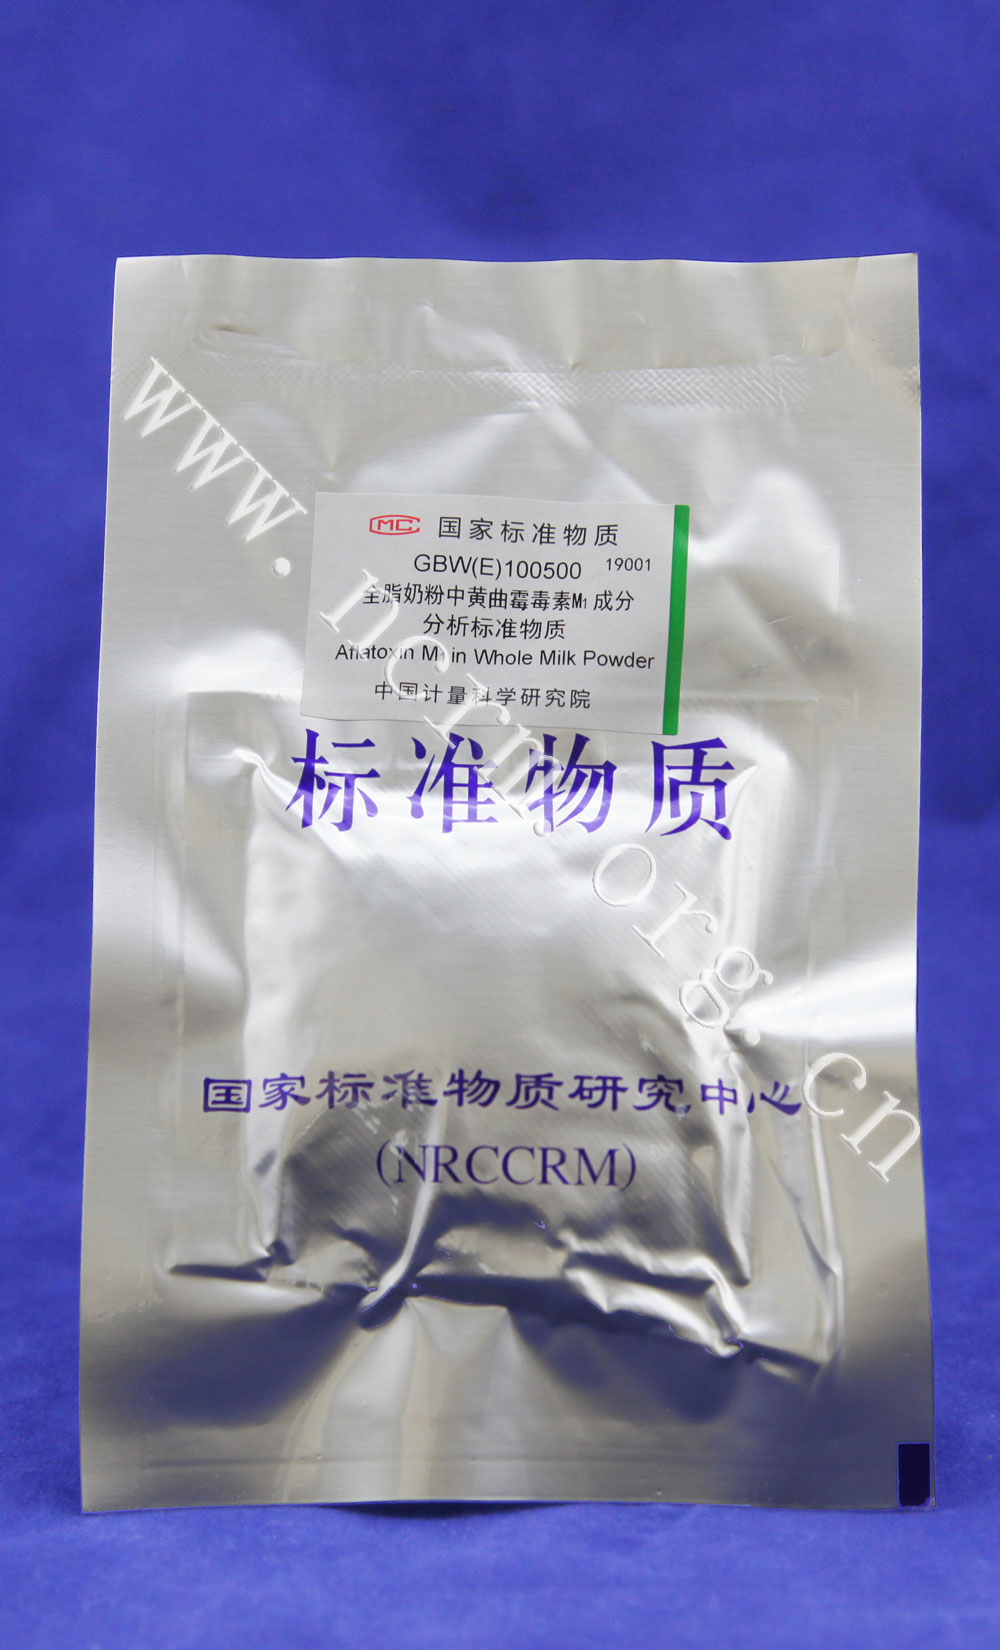 MC 国家标准物质
GBW(E)100500 19001
全脂奶粉中黄曲霉毒素M₁成分
分析标准物质
Aflatoxin M₁ in Whole Milk Powder
中国计量科学研究院
标准物质
国家标准物质研究中心
(NRCCRM)
www.ncrm.org.cn